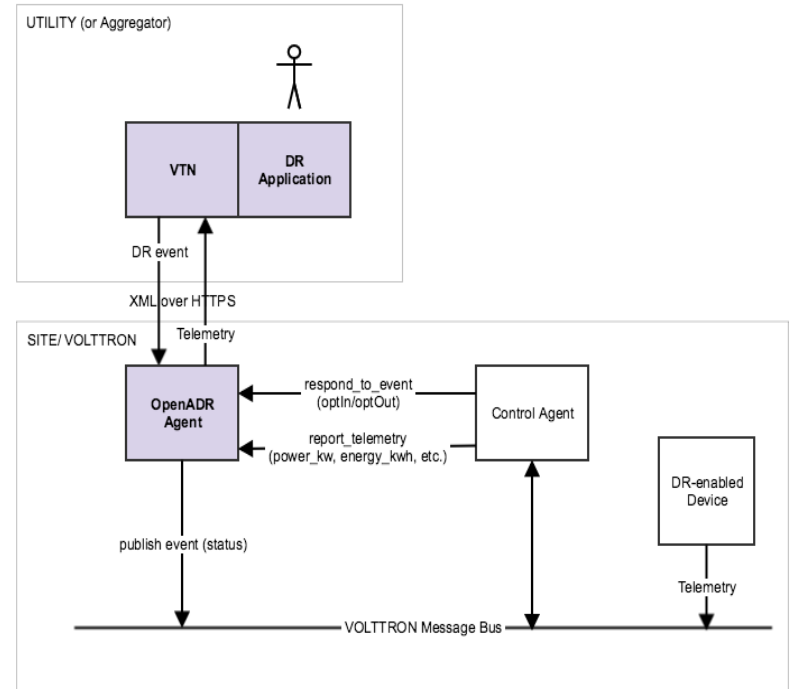 UTILITY (or Aggregator)
VTN
DR
Application
DR event
XML over HTTPS
Telemetry
SITE/ VOLTTRON
OpenADR
Agent
respond_to_event
(optIn/optOut)
report_telemetry
(power_kw, energy_kwh, etc.)
Control Agent
DR-enabled
Device
publish event (status)
Telemetry
VOLTTRON Message Bus